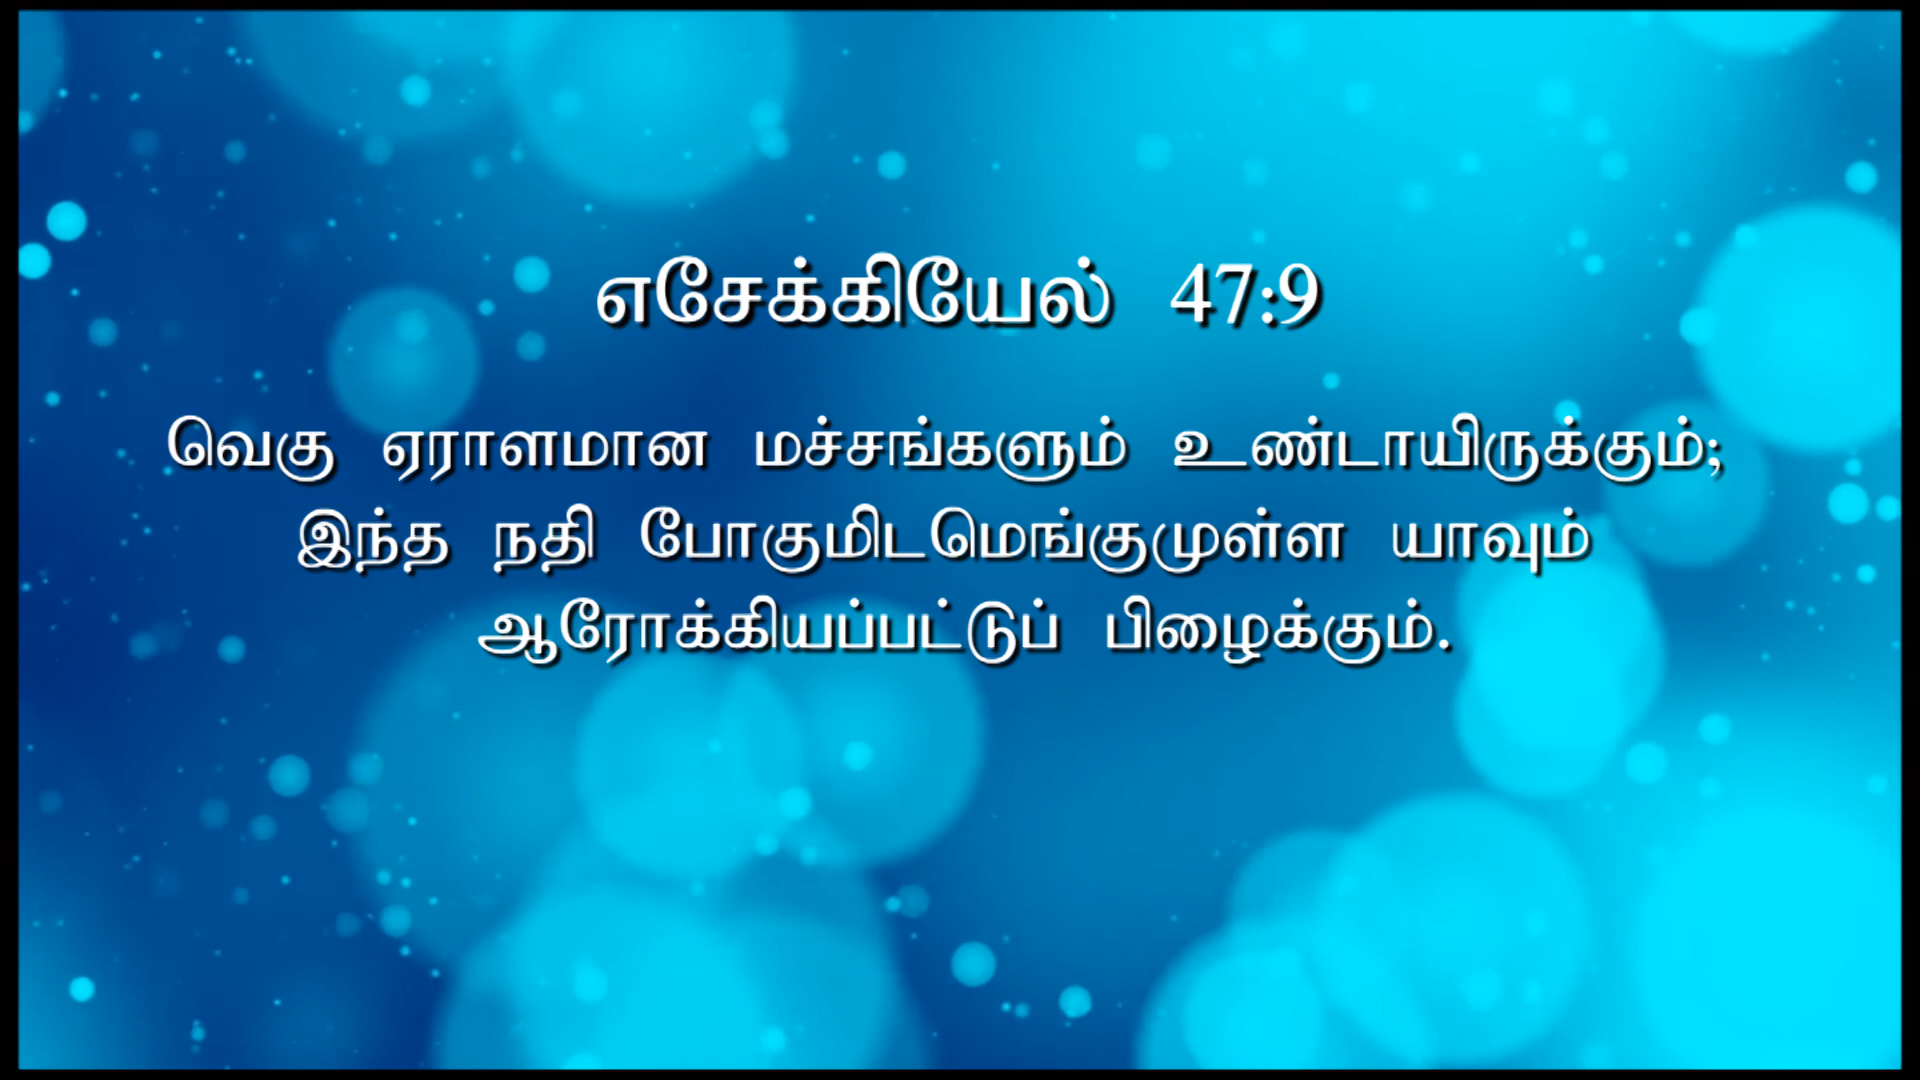 எசேக்கியேல் 47:9
வெகு ஏராளமான மச்சங்களும் உண்டாயிருக்கும்;
இந்த நதி போகுமிடமெங்குமுள்ள யாவும்
ஆரோக்கியப்பட்டுப் பிழைக்கும்.